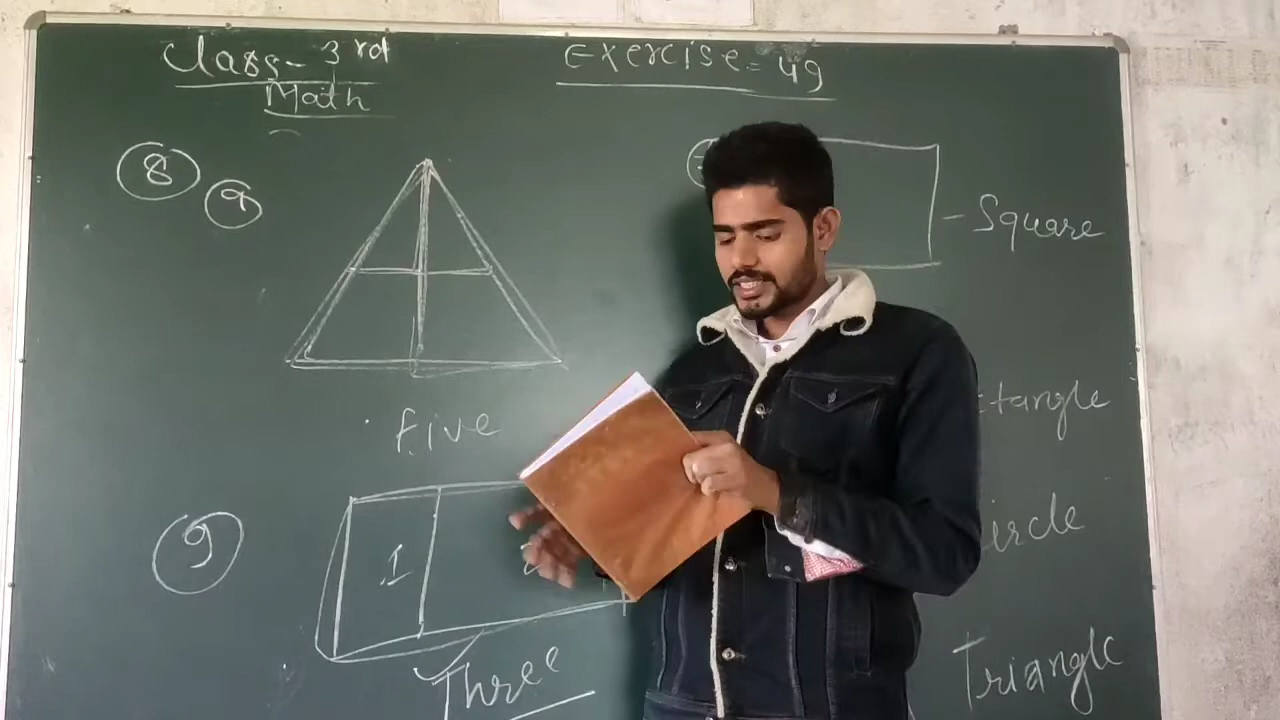 Class- 3rd
Math
Exercise= 49
8
9
Square
Five
9
1
Three
Triangle